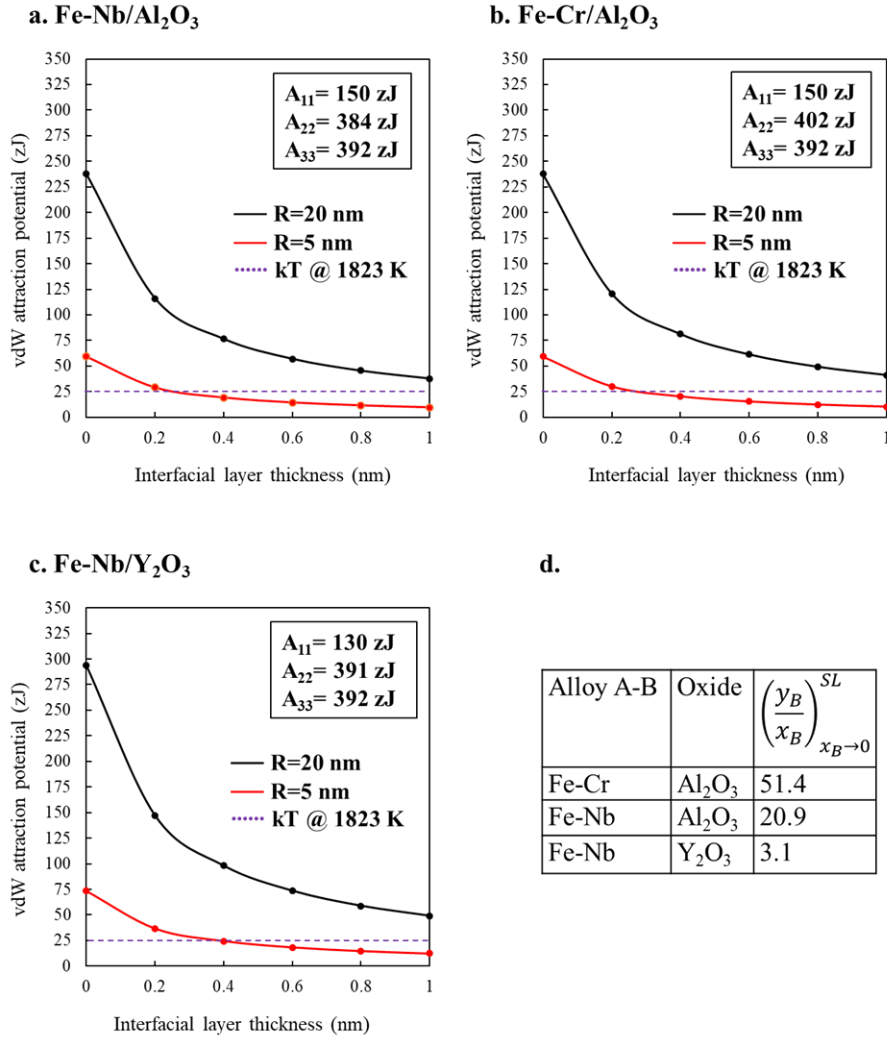 a. Fe-Nb/Al₂O₃
350
325
300
275
250
225
200
175
150
125
100
75
50
25
0
vdW attraction potential (zJ)
A₁₁= 150 zJ
A₂₂= 384 zJ
A₃₃= 392 zJ
R=20 nm
R=5 nm
kT @ 1823 K
0 0.2 0.4 0.6 0.8 1
Interfacial layer thickness (nm)
b. Fe-Cr/Al₂O₃
350
325
300
275
250
225
200
175
150
125
100
75
50
25
0
vdW attraction potential (zJ)
A₁₁= 150 zJ
A₂₂= 402 zJ
A₃₃= 392 zJ
R=20 nm
R=5 nm
kT @ 1823 K
0 0.2 0.4 0.6 0.8 1
Interfacial layer thickness (nm)
c. Fe-Nb/Y₂O₃
350
325
300
275
250
225
200
175
150
125
100
75
50
25
0
vdW attraction potential (zJ)
A₁₁= 130 zJ
A₂₂= 391 zJ
A₃₃= 392 zJ
R=20 nm
R=5 nm
kT @ 1823 K
0 0.2 0.4 0.6 0.8 1
Interfacial layer thickness (nm)
d.
Alloy A-B Oxide (y_B/x_B)^SL_x_B→0
Fe-Cr Al₂O₃ 51.4
Fe-Nb Al₂O₃ 20.9
Fe-Nb Y₂O₃ 3.1